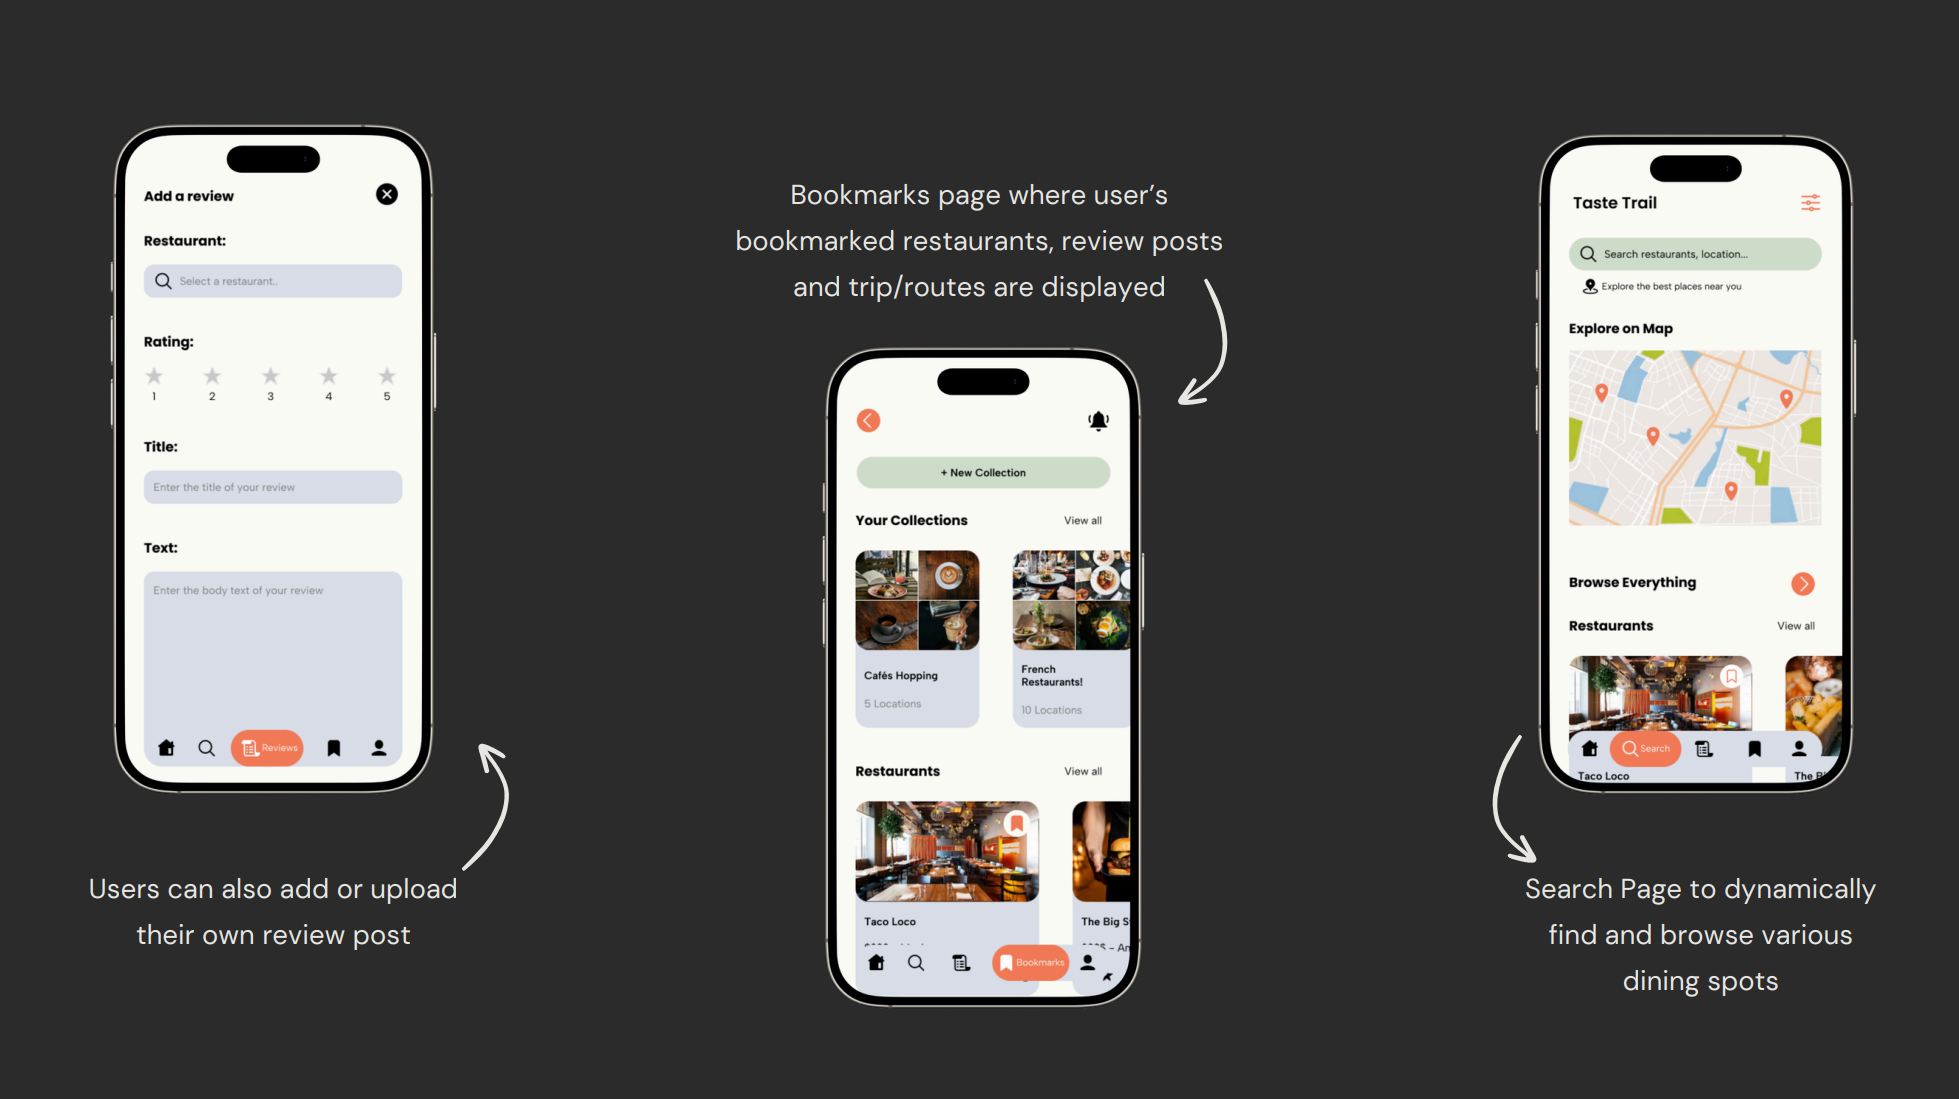 Add a review
Restaurant:
Select a restaurant..
Rating:
1 2 3 4 5
Title:
Enter the title of your review
Text:
Enter the body text of your review
Reviews
Users can also add or upload
their own review post
Bookmarks page where user's
bookmarked restaurants, review posts
and trip/routes are displayed
+ New Collection
Your Collections View all
Cafés Hopping
5 Locations
French
Restaurants!
10 Locations
Restaurants View all
Taco Loco
The Big S
Bookmarks
Taste Trail
Search restaurants, location...
Explore the best places near you
Explore on Map
Browse Everything
Restaurants View all
Search
Taco Loco
The Bi
Search Page to dynamically
find and browse various
dining spots